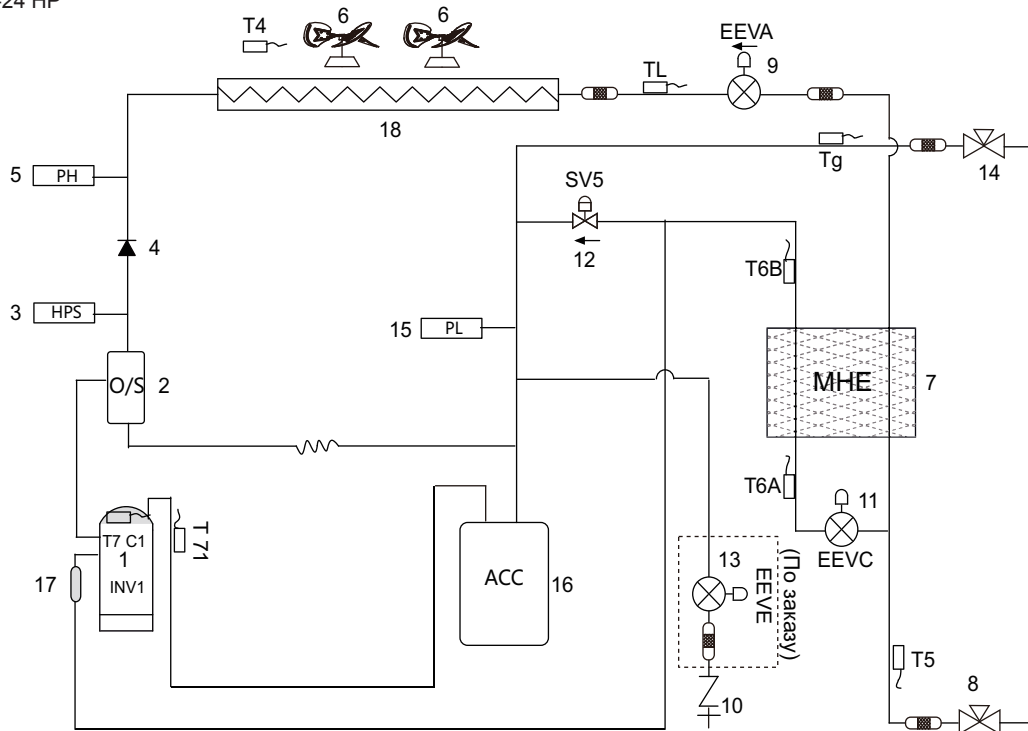 24 HP
T4
6
6
EEVA
9
TL
18
Tg
14
5
PH
SV5
12
4
T6B
3
HPS
15
PL
MHE
7
O/S
2
T6A
11
EEVC
T7 C1
1
INV1
T 71
17
ACC
16
13
EEVE
(По заказу)
T5
8
10